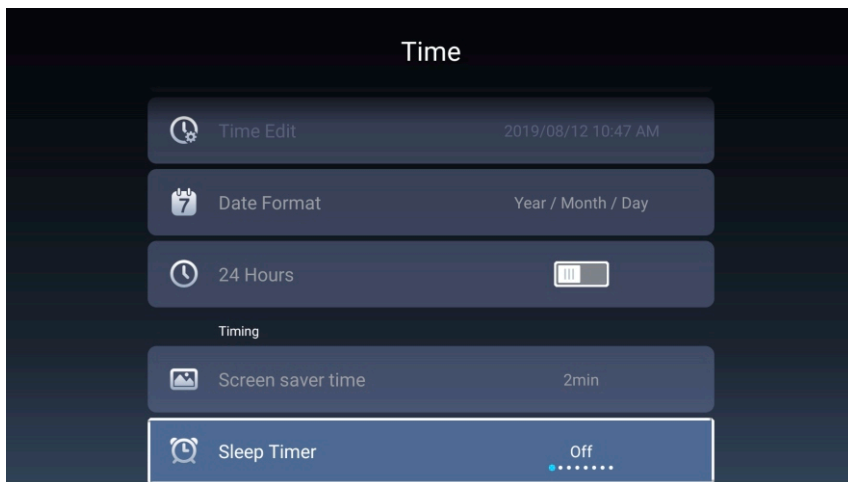 Time
Time Edit 2019/08/12 10:47 AM
7
Date Format Year / Month / Day
24 Hours
Timing
Screen saver time 2min
Sleep Timer Off